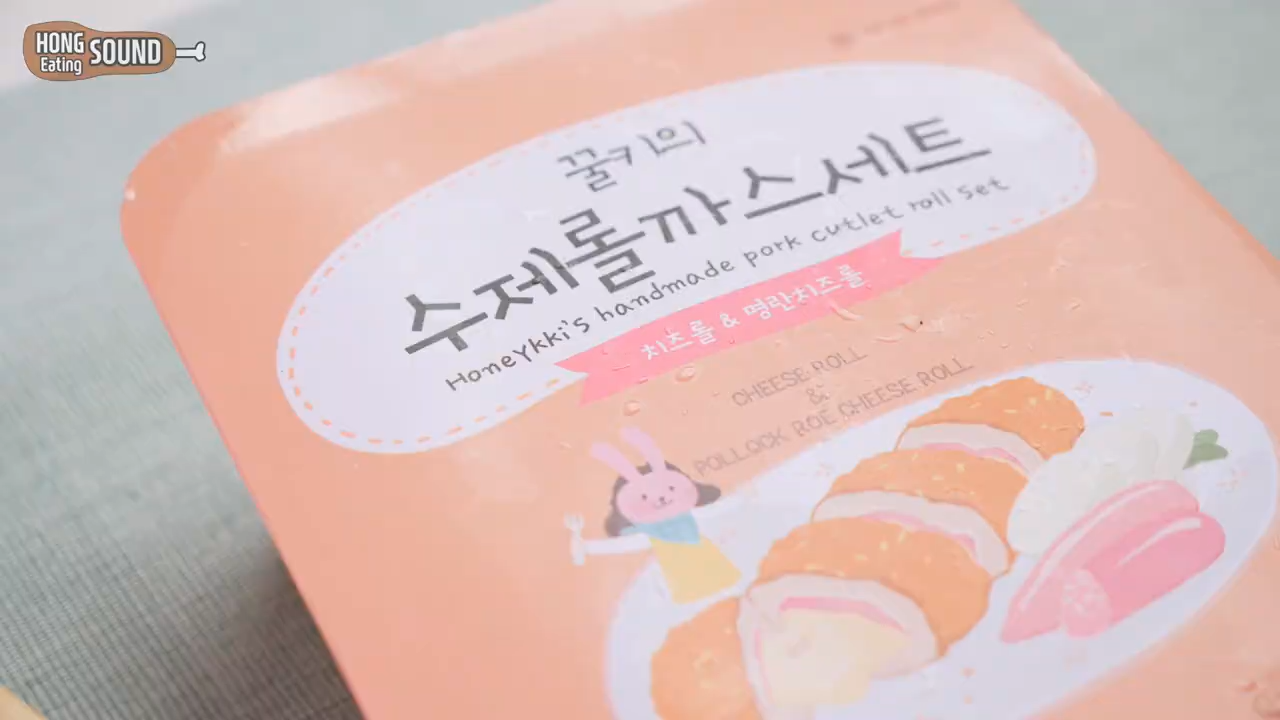 HONG
Eating SOUND
꿀키의
수제롤까스세트
HoneYkki's handmade pork cutlet roll set
치즈롤 & 명란치즈롤
CHEESE ROLL
&
POLLOCK ROE CHEESE ROLL